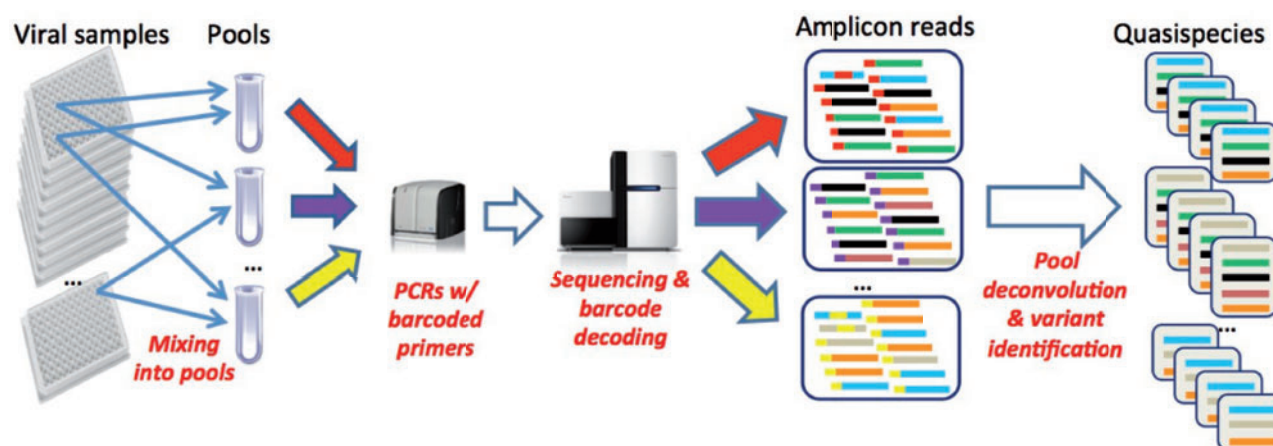 Viral samples
Pools
Amplicon reads
Quasispecies
...
...
Mixing
into pools
PCRs w/
barcoded
primers
Sequencing &
barcode
decoding
...
Pool
deconvolution
& variant
identification
...